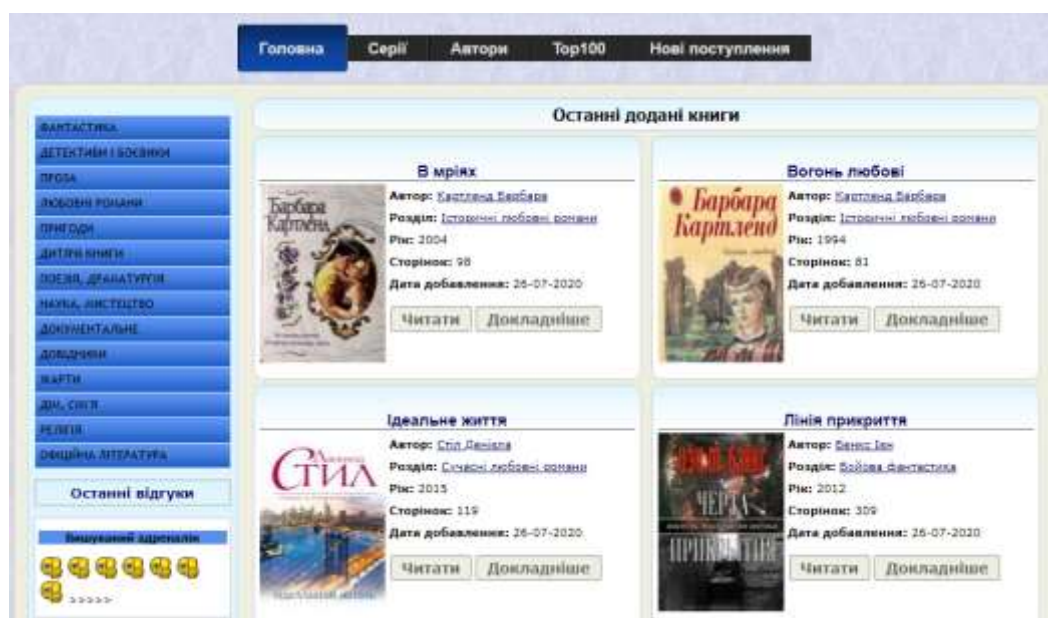 Головна Серії Автори Top100 Нові поступлення
Останні додані книги
ФАНТАСТИКА
ДЕТЕКТИВИ І БОЄВИКИ
ПРОЗА
ЛЮБОВНІ РОМАНИ
ПРИГОДИ
ДИТЯЧІ КНИГИ
ПОЕЗІЯ, ДРАМАТУРГІЯ
НАУКА, МИСТЕЦТВО
ДОКУМЕНТАЛЬНЕ
ДОВІДНИКИ
ЖАРТИ
ДІМ, СІМ'Я
РЕЛІГІЯ
ОФІЦІЙНА ЛІТЕРАТУРА
Останні відгуки
Вишуканий адреналін
>>>>>
В мріях
Барбара
Картленд
Автор: Картленд Барбара
Розділ: Історичні любовні романи
Рік: 2004
Сторінок: 98
Дата добавлення: 26-07-2020
Читати Докладніше
Вогонь любові
Барбара
Картленд
Автор: Картленд Барбара
Розділ: Історичні любовні романи
Рік: 1994
Сторінок: 81
Дата добавлення: 26-07-2020
Читати Докладніше
Ідеальне життя
СТИЛ
Автор: Стіл Даніела
Розділ: Сучасні любовні романи
Рік: 2015
Сторінок: 119
Дата добавлення: 26-07-2020
Читати Докладніше
Лінія прикриття
ЧЕРТА
ПРИКРЫТИЯ
Автор: Бенкс Іен
Розділ: Бойова фантастика
Рік: 2012
Сторінок: 309
Дата добавлення: 26-07-2020
Читати Докладніше